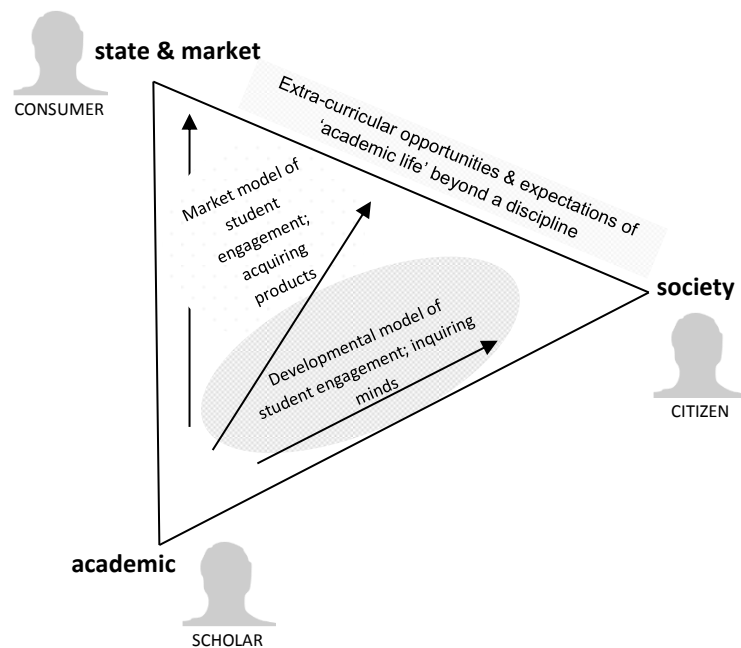 state & market
CONSUMER
Extra-curricular opportunities & expectations of
‘academic life’ beyond a discipline
Market model of
student
engagement;
acquiring
products
society
Developmental model of
student engagement; inquiring
minds
CITIZEN
academic
SCHOLAR